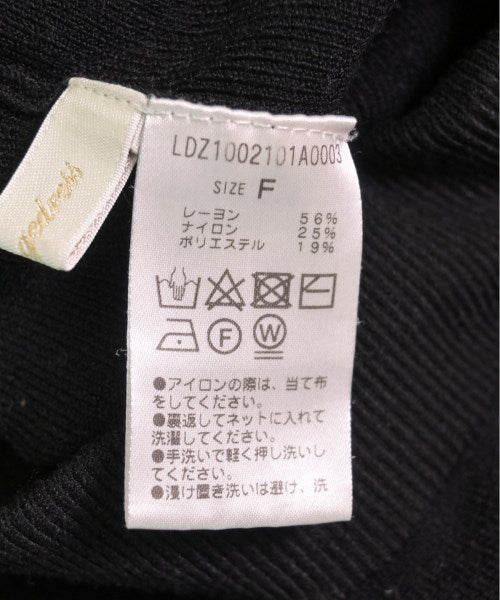 LDZ1002101A0003
SIZE F
レーヨン 56%
ナイロン 25%
ポリエステル 19%
F W
●アイロンの際は、当て布
をしてください。
●裏返してネットに入れて
洗濯してください。
●手洗いで軽く押し洗いし
てください。
●浸け置き洗いは避け、洗